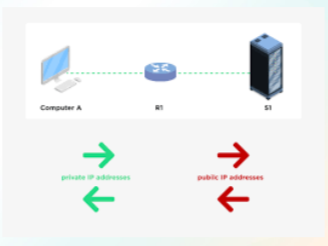 Computer A
R1
S1
private IP addresses
public IP addresses